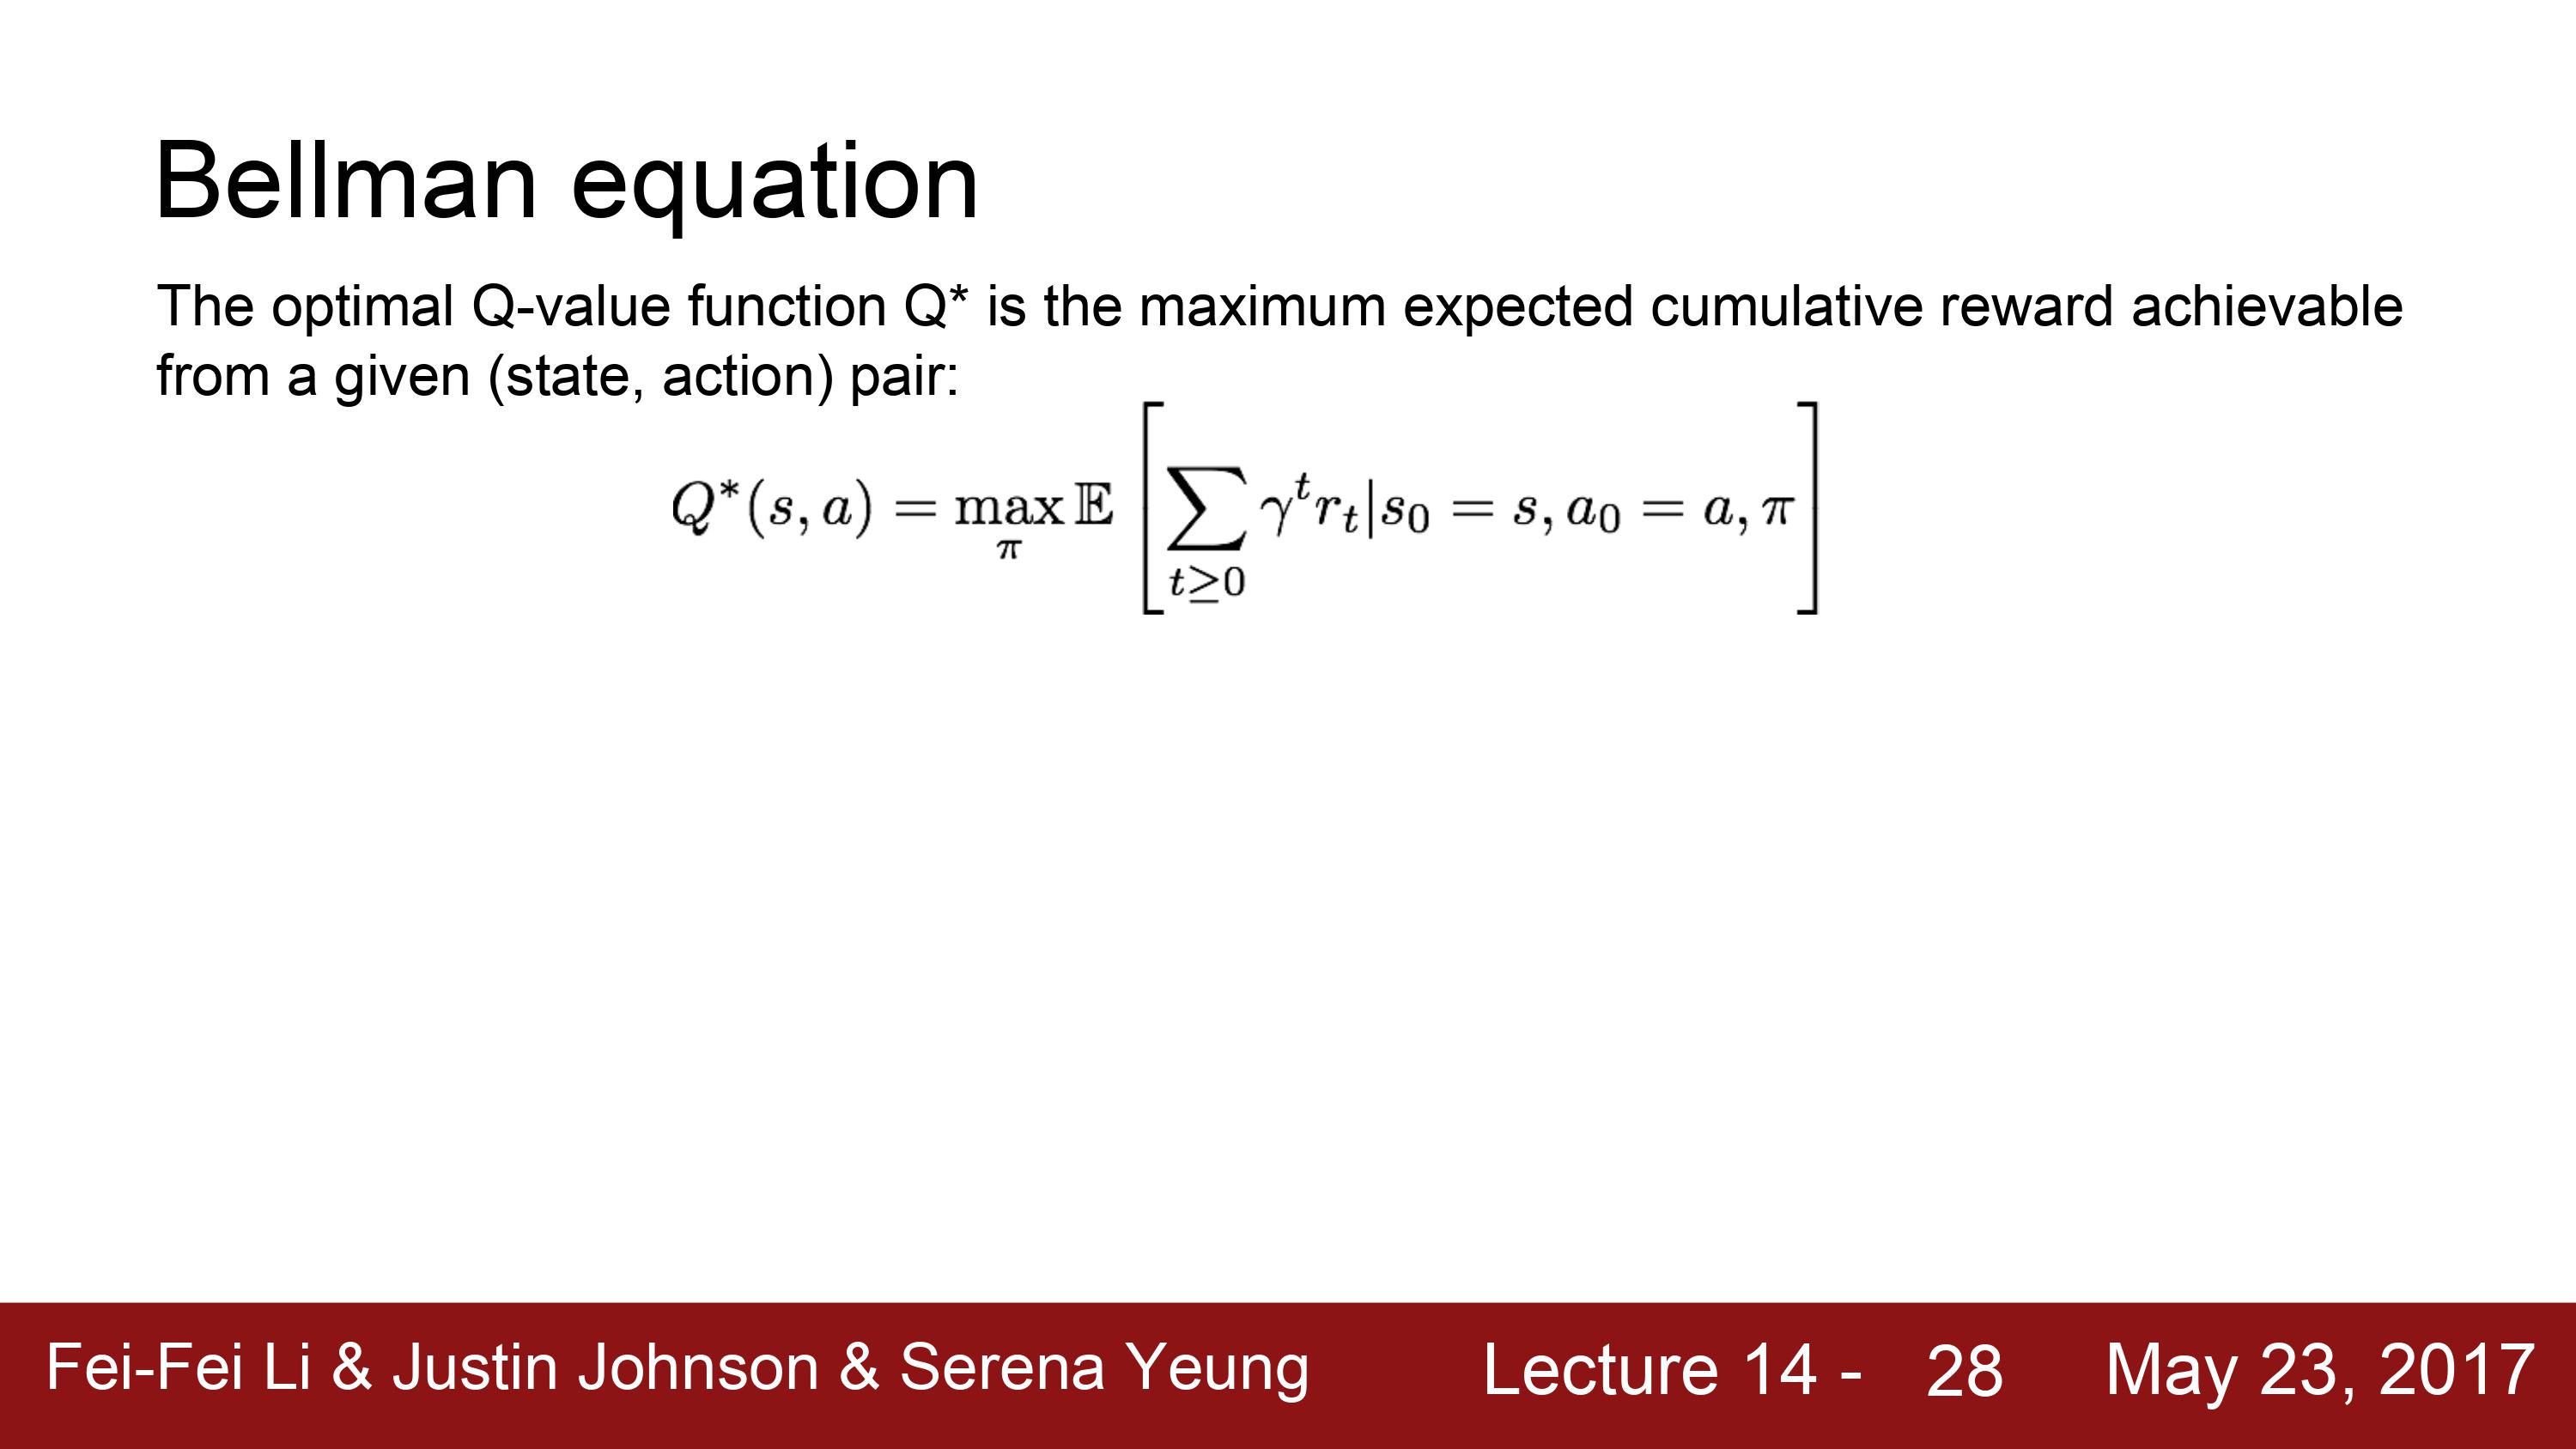 Bellman equation
The optimal Q-value function Q* is the maximum expected cumulative reward achievable
from a given (state, action) pair:
$Q^*(s, a) = \max_{\pi} \mathbb{E} \left[ \sum_{t \geq 0} \gamma^t r_t | s_0 = s, a_0 = a, \pi \right]$
Fei-Fei Li & Justin Johnson & Serena Yeung Lecture 14 - 28 May 23, 2017